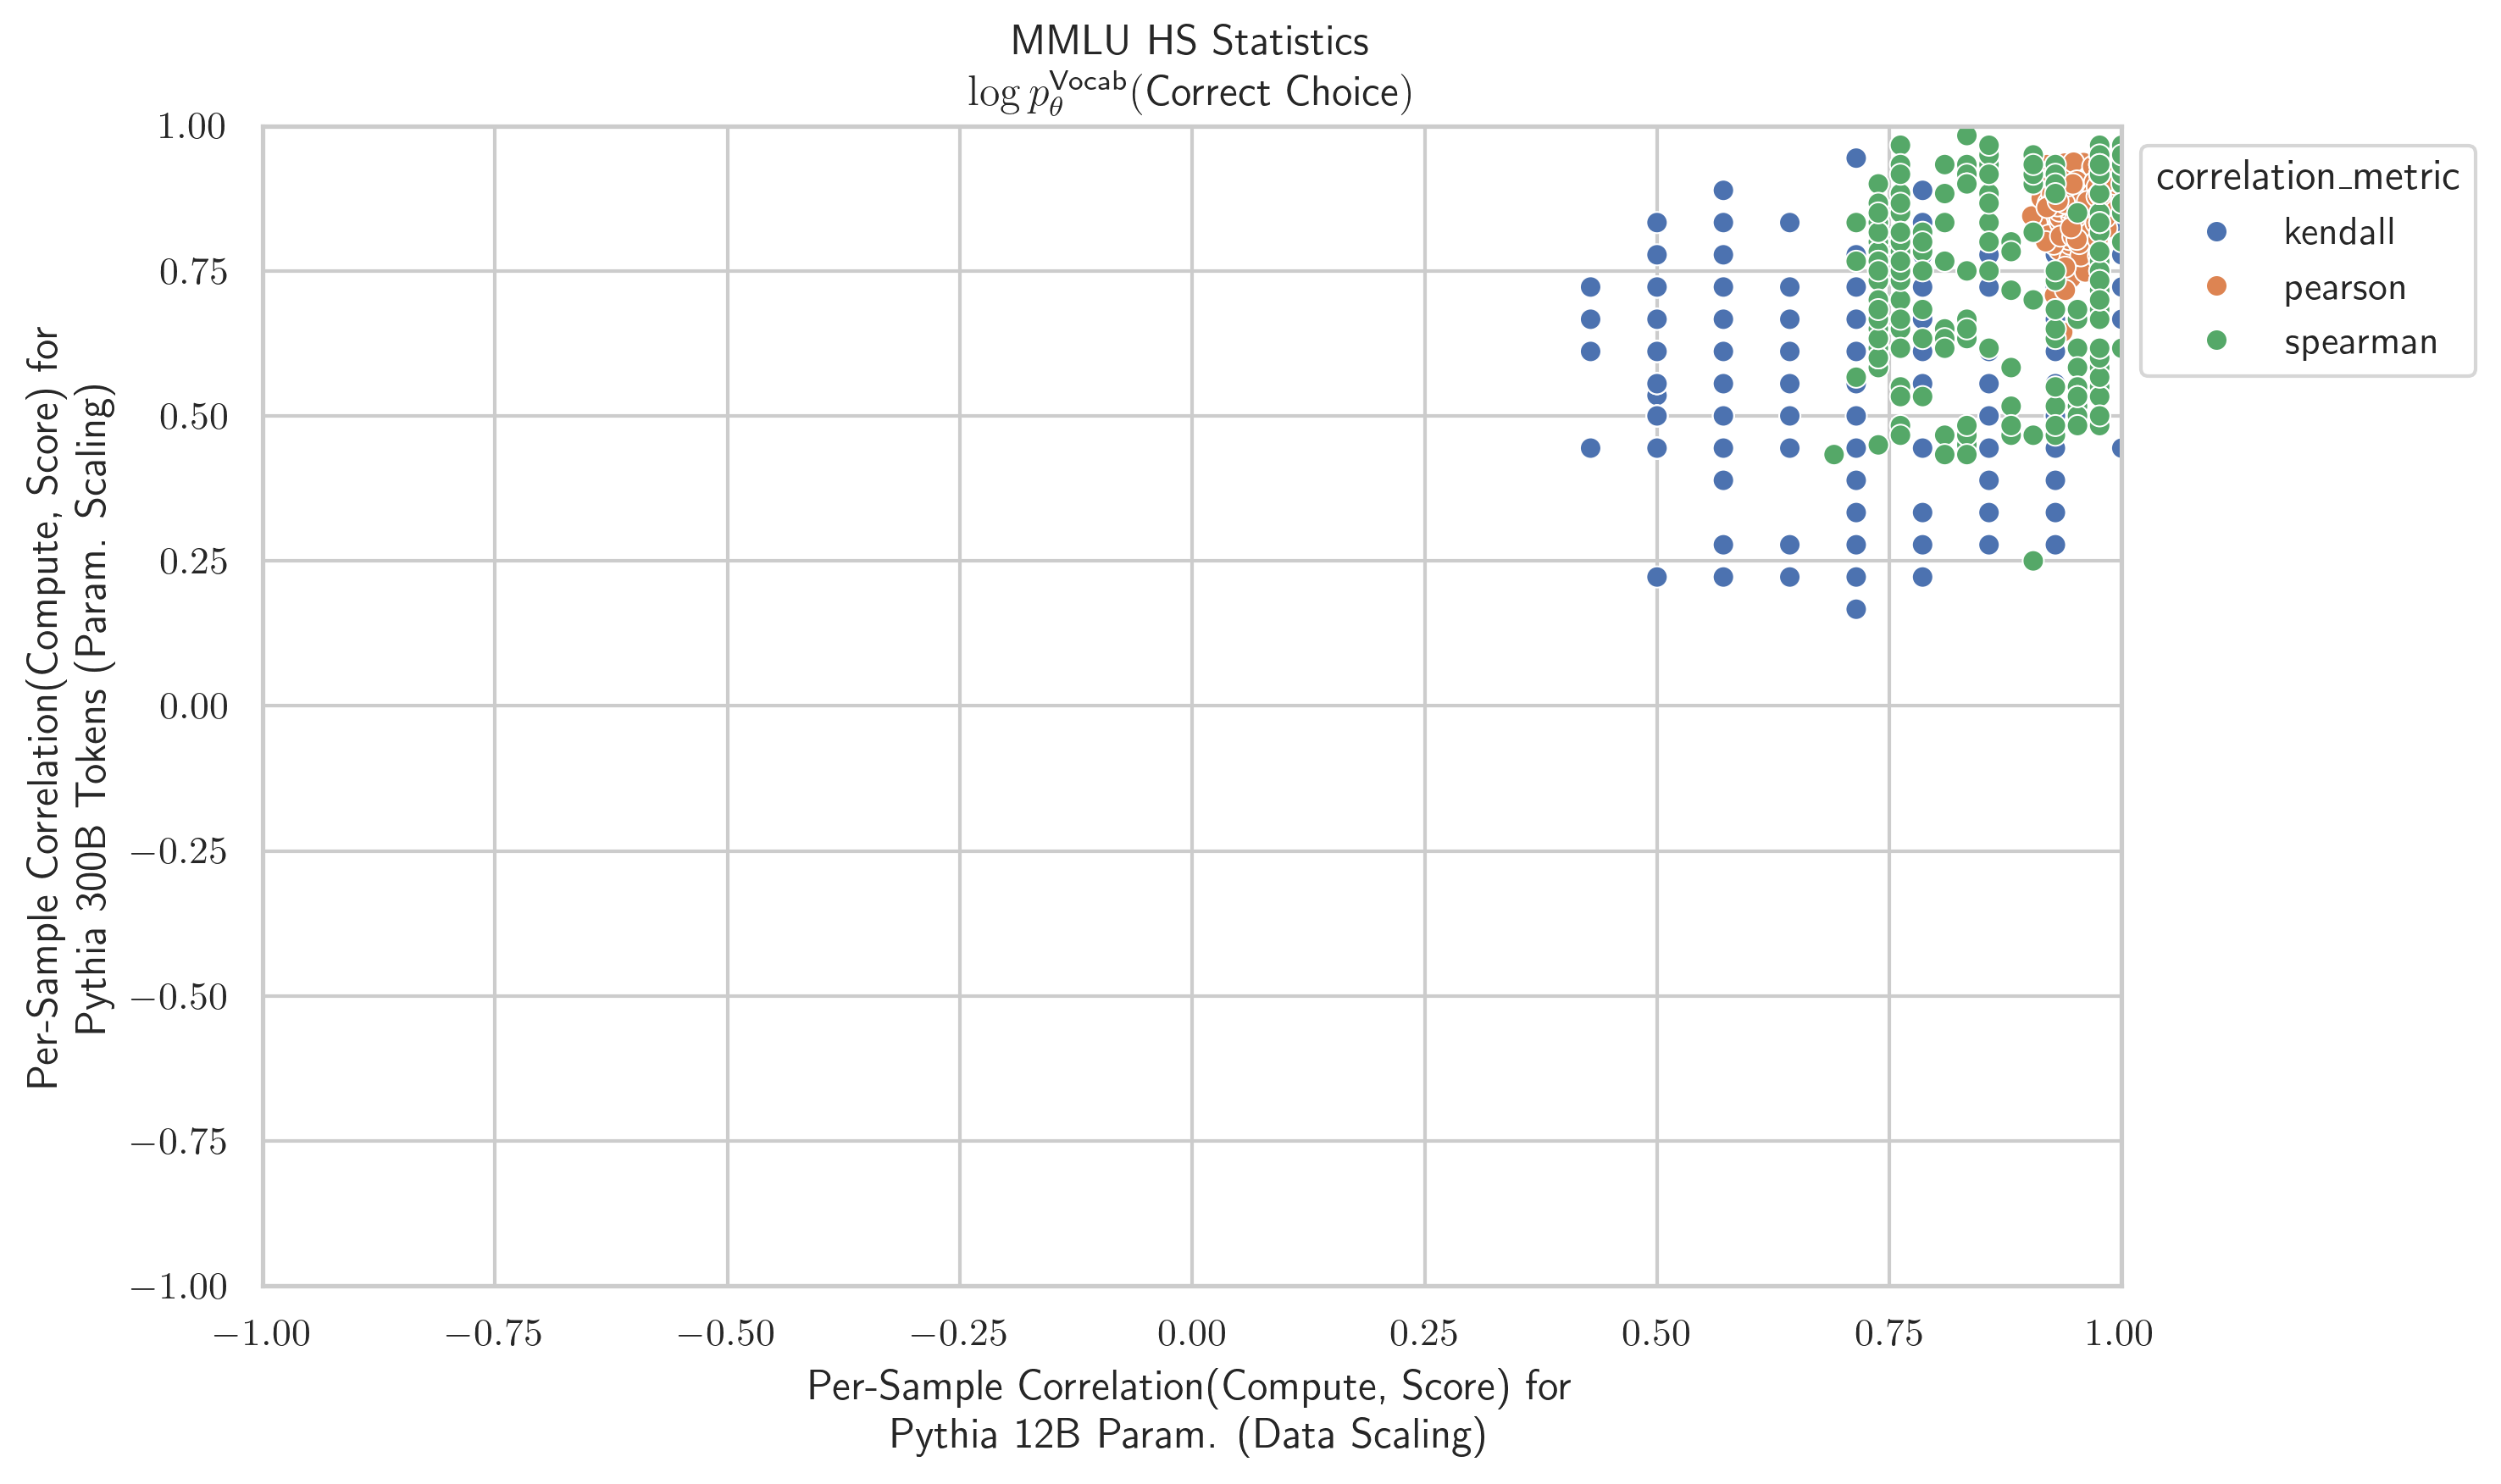 MMLU HS Statistics
log p_θ^Vocab(Correct Choice)
1.00
0.75
0.50
0.25
0.00
−0.25
−0.50
−0.75
−1.00
Per-Sample Correlation(Compute, Score) for
Pythia 300B Tokens (Param. Scaling)
correlation_metric
kendall
pearson
spearman
−1.00 −0.75 −0.50 −0.25 0.00 0.25 0.50 0.75 1.00
Per-Sample Correlation(Compute, Score) for
Pythia 12B Param. (Data Scaling)